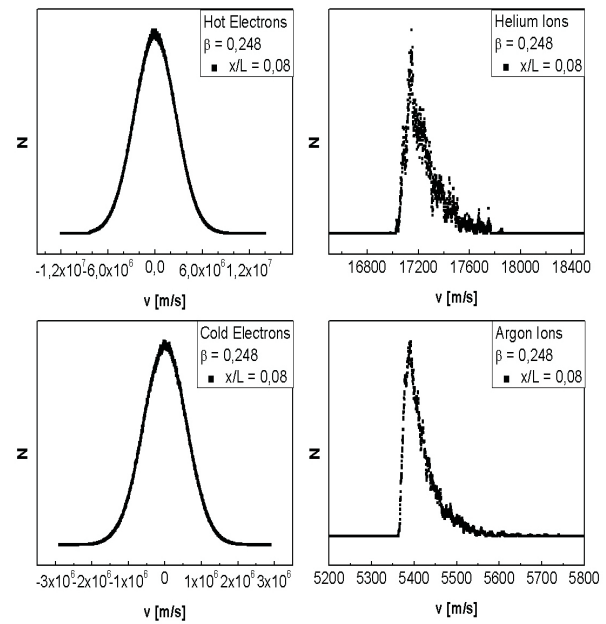 Hot Electrons
β = 0,248
x/L = 0,08
N
-1,2x10⁷ -6,0x10⁶ 0,0 6,0x10⁶ 1,2x10⁷
v [m/s]
Helium Ions
β = 0,248
x/L = 0,08
N
16800 17200 17600 18000 18400
v [m/s]
Cold Electrons
β = 0,248
x/L = 0,08
N
-3x10⁶ -2x10⁶ -1x10⁶ 0 1x10⁶ 2x10⁶ 3x10⁶
v [m/s]
Argon Ions
β = 0,248
x/L = 0,08
N
5200 5300 5400 5500 5600 5700 5800
v [m/s]